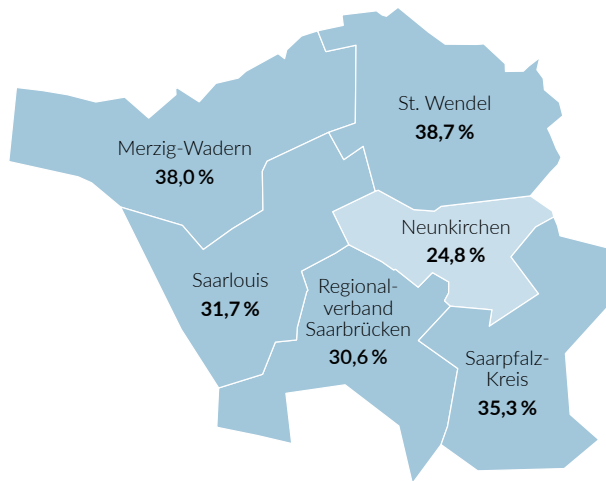 St. Wendel
38,7 %
Merzig-Wadern
38,0 %
Neunkirchen
24,8 %
Saarlouis
31,7 %
Regional-
verband
Saarbrücken
30,6 %
Saarpfalz-
Kreis
35,3 %